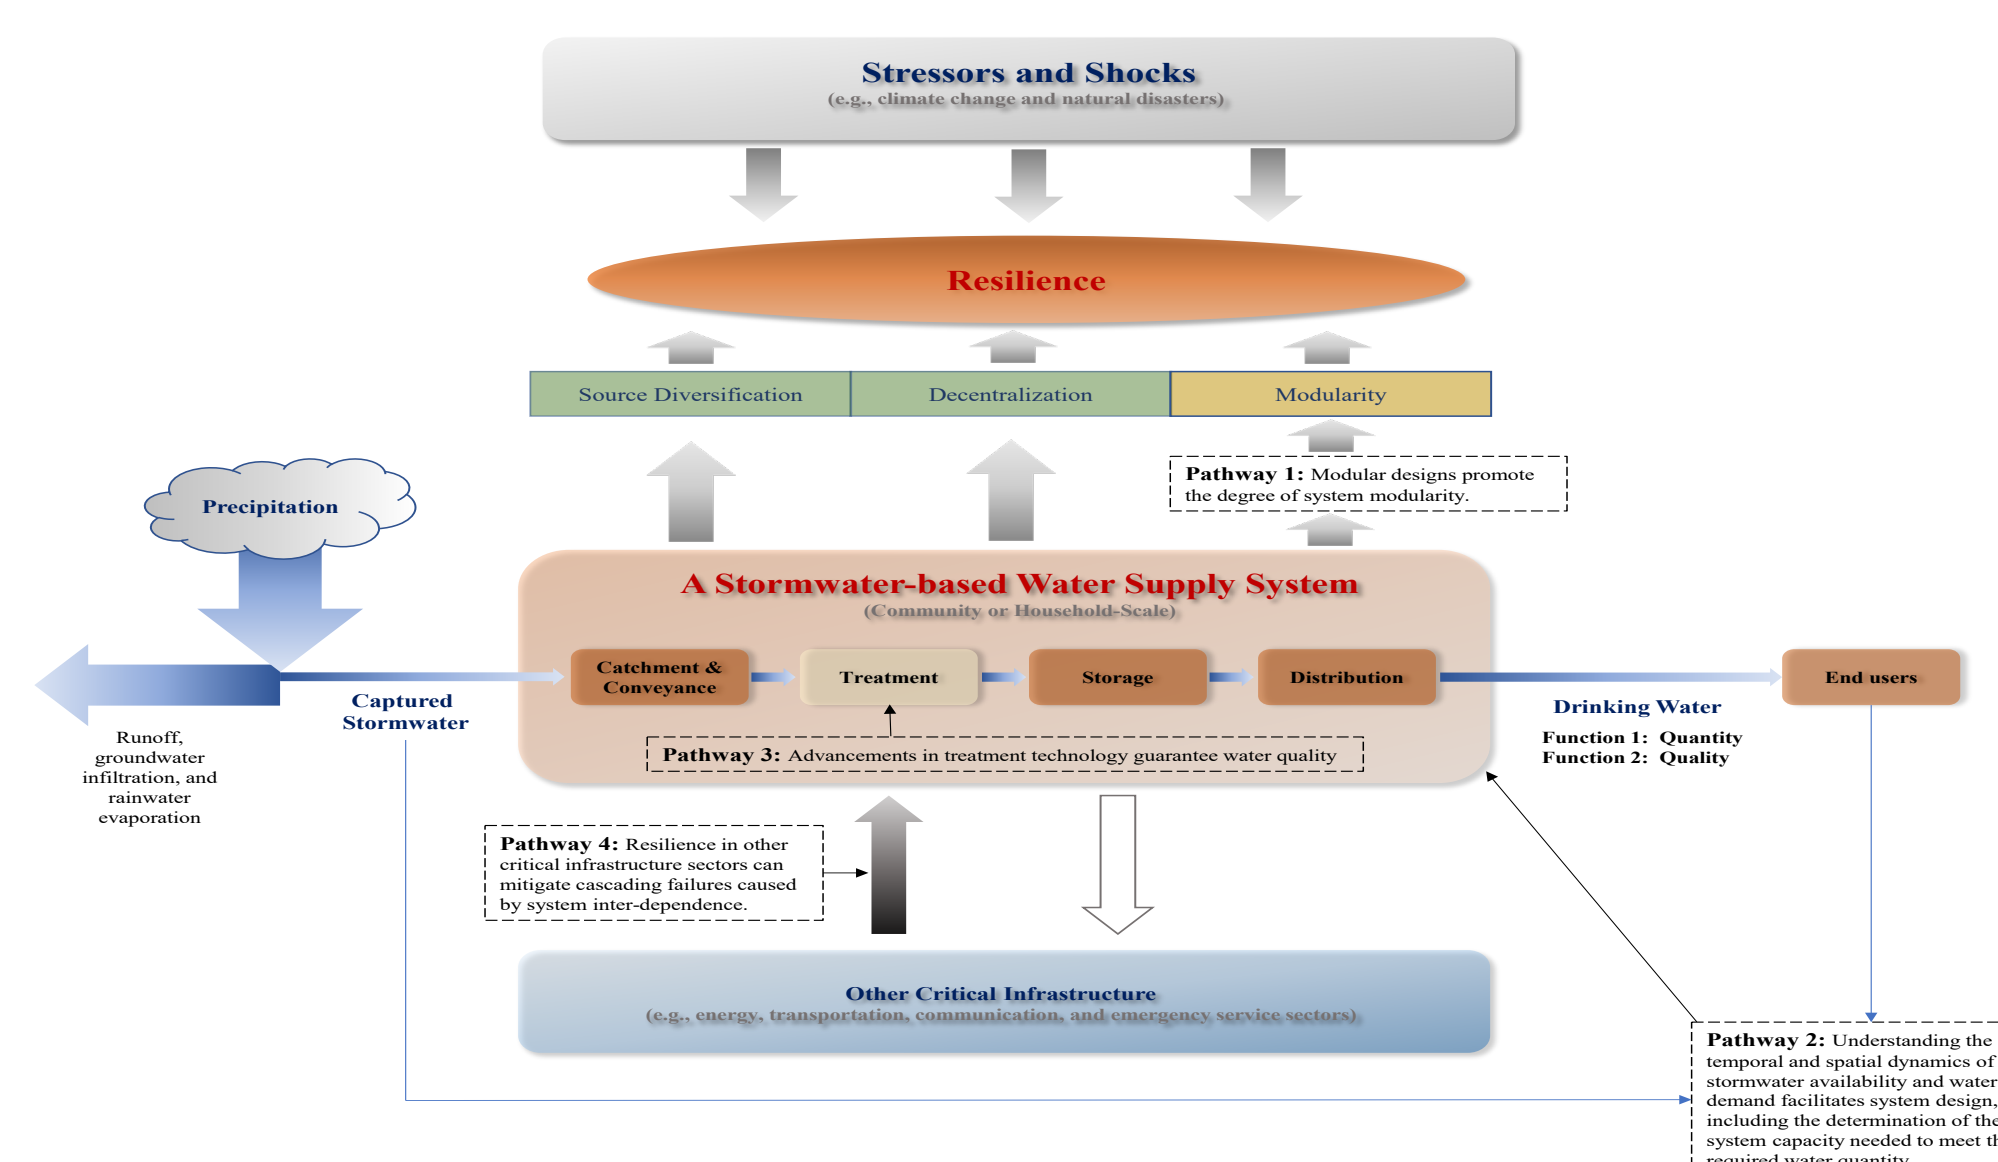 Stressors and Shocks
(e.g., climate change and natural disasters)
Resilience
Source Diversification
Decentralization
Modularity
Pathway 1: Modular designs promote
the degree of system modularity.
Precipitation
A Stormwater-based Water Supply System
(Community or Household-Scale)
Catchment &
Conveyance
Treatment
Storage
Distribution
End users
Captured
Stormwater
Drinking Water
Function 1: Quantity
Function 2: Quality
Runoff,
groundwater
infiltration, and
rainwater
evaporation
Pathway 3: Advancements in treatment technology guarantee water quality
Pathway 4: Resilience in other
critical infrastructure sectors can
mitigate cascading failures caused
by system inter-dependence.
Other Critical Infrastructure
(e.g., energy, transportation, communication, and emergency service sectors)
Pathway 2: Understanding the
temporal and spatial dynamics of
stormwater availability and water
demand facilitates system design,
including the determination of the
system capacity needed to meet th
required water quantity